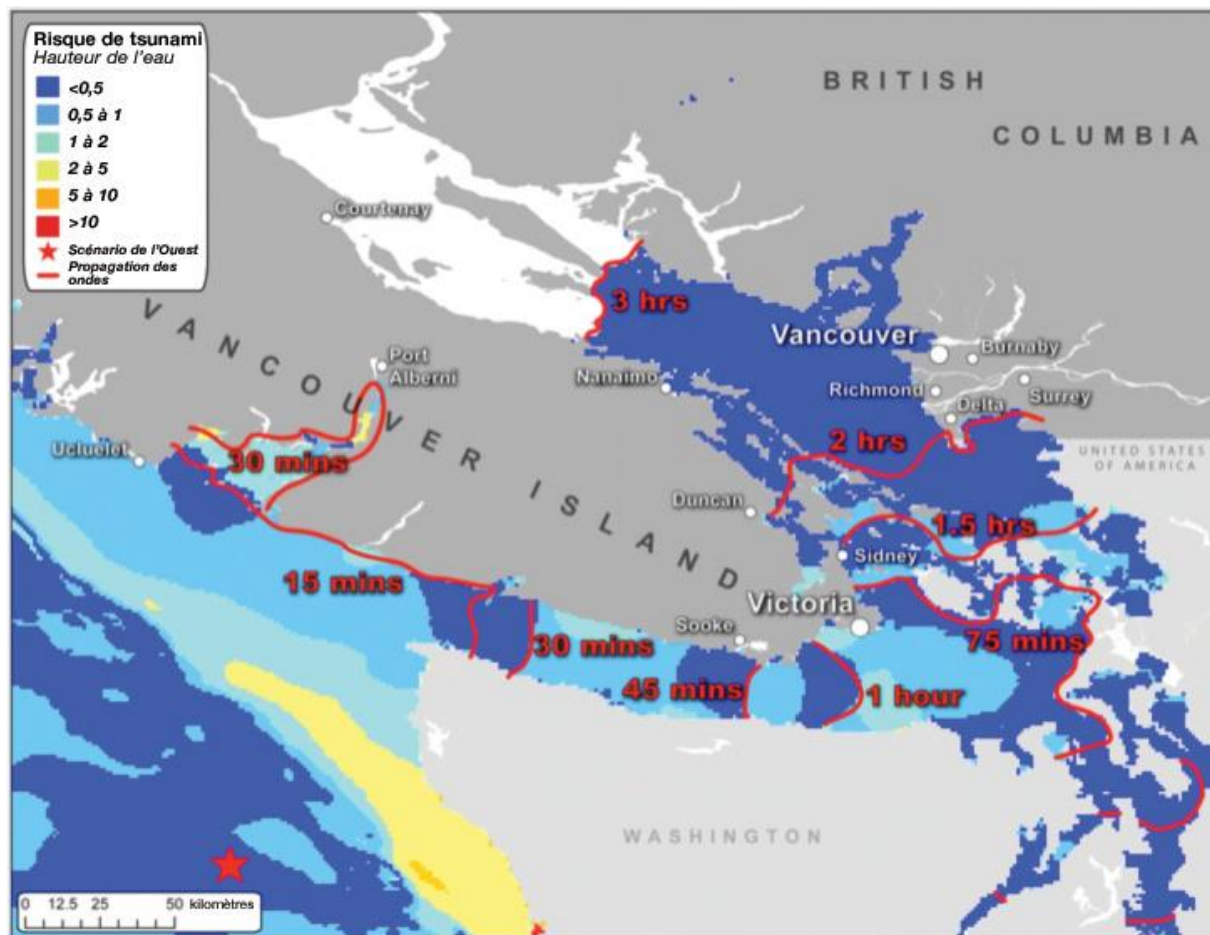 Risque de tsunami
Hauteur de l'eau
<0,5
0,5 à 1
1 à 2
2 à 5
5 à 10
>10
Scénario de l'Ouest
Propagation des
ondes
BRITISH
COLUMBIA
Courtenay
3 hrs
Vancouver
Burnaby
Port
Alberni
Nanaimo
Richmond
Surrey
Delta
VANCOUVER ISLAND
2 hrs
UNITED STATES
OF AMERICA
Ucluelet
30 mins
Duncan
1.5 hrs
Sidney
15 mins
Victoria
Sooke
30 mins
75 mins
45 mins
1 hour
WASHINGTON
0 12.5 25 50 kilomètres